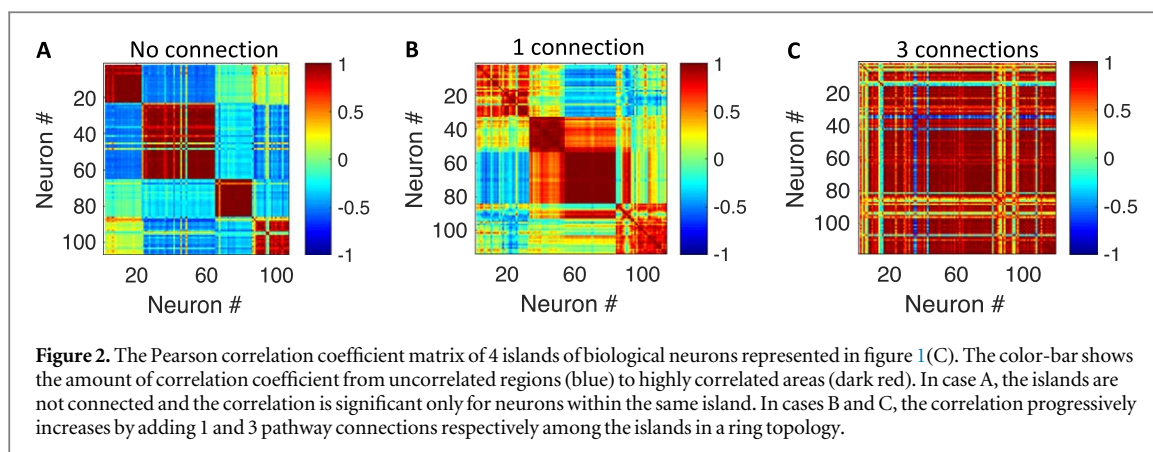 A No connection
B 1 connection
C 3 connections
1
0.5
0
-0.5
-1
20
40
60
80
100
Neuron #
20 60 100
Neuron #
1
0.5
0
-0.5
-1
20
40
60
80
100
Neuron #
20 60 100
Neuron #
1
0.5
0
-0.5
-1
20
40
60
80
100
Neuron #
20 60 100
Neuron #
Figure 2. The Pearson correlation coefficient matrix of 4 islands of biological neurons represented in figure 1(C). The color-bar shows
the amount of correlation coefficient from uncorrelated regions (blue) to highly correlated areas (dark red). In case A, the islands are
not connected and the correlation is significant only for neurons within the same island. In cases B and C, the correlation progressively
increases by adding 1 and 3 pathway connections respectively among the islands in a ring topology.